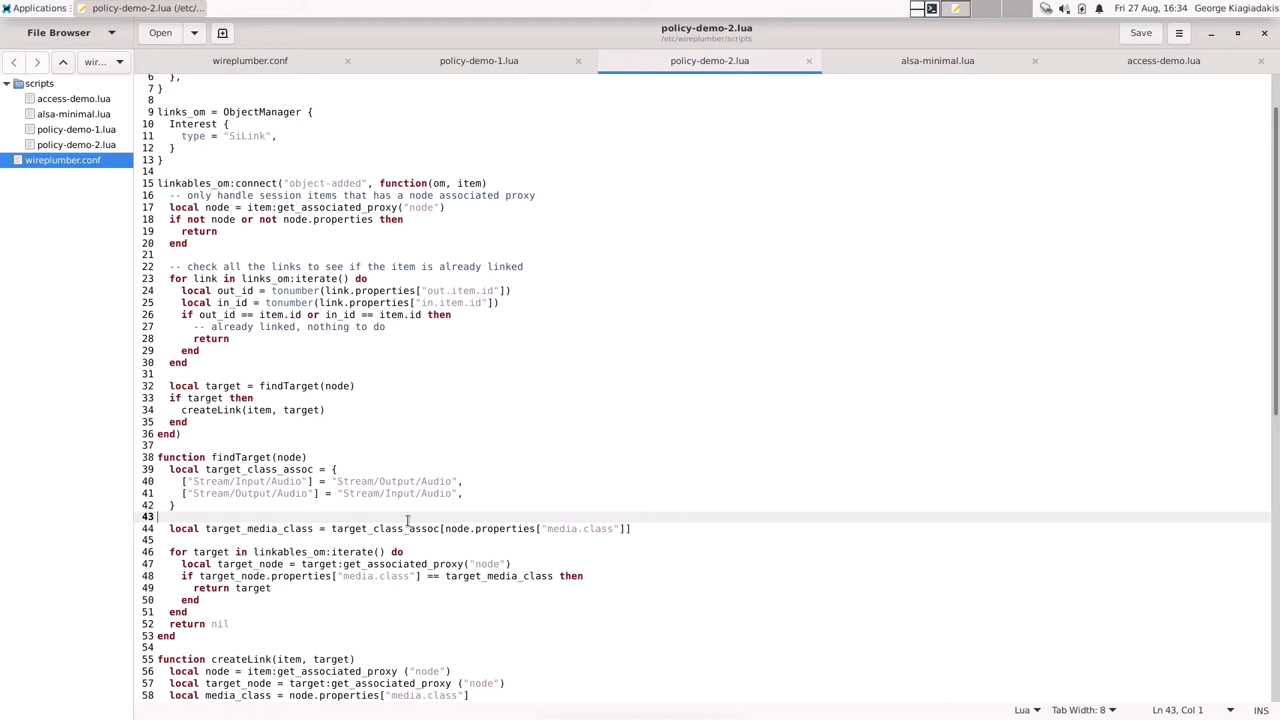 Applications
policy-demo-2.lua (/etc/...
Fri 27 Aug, 16:34
George Kiagiadakis
File Browser
Open
policy-demo-2.lua
/etc/wireplumber/scripts
Save
wir...
wireplumber.conf
policy-demo-1.lua
policy-demo-2.lua
alsa-minimal.lua
access-demo.lua
scripts
access-demo.lua
alsa-minimal.lua
policy-demo-1.lua
policy-demo-2.lua
wireplumber.conf
6 },
7 }
8
9 links_om = ObjectManager {
10 Interest {
11 type = "SiLink",
12 }
13 }
14
15 linkables_om:connect("object-added", function(om, item)
16 -- only handle session items that has a node associated proxy
17 local node = item:get_associated_proxy("node")
18 if not node or not node.properties then
19 return
20 end
21
22 -- check all the links to see if the item is already linked
23 for link in links_om:iterate() do
24 local out_id = tonumber(link.properties["out.item.id"])
25 local in_id = tonumber(link.properties["in.item.id"])
26 if out_id == item.id or in_id == item.id then
27 -- already linked, nothing to do
28 return
29 end
30 end
31
32 local target = findTarget(node)
33 if target then
34 createLink(item, target)
35 end
36 end)
37
38 function findTarget(node)
39 local target_class_assoc = {
40 ["Stream/Input/Audio"] = "Stream/Output/Audio",
41 ["Stream/Output/Audio"] = "Stream/Input/Audio",
42 }
43
44 local target_media_class = target_class_assoc[node.properties["media.class"]]
45
46 for target in linkables_om:iterate() do
47 local target_node = target:get_associated_proxy("node")
48 if target_node.properties["media.class"] == target_media_class then
49 return target
50 end
51 end
52 return nil
53 end
54
55 function createLink(item, target)
56 local node = item:get_associated_proxy ("node")
57 local target_node = target:get_associated_proxy ("node")
58 local media_class = node.properties["media.class"]
Lua
Tab Width: 8
Ln 43, Col 1
INS